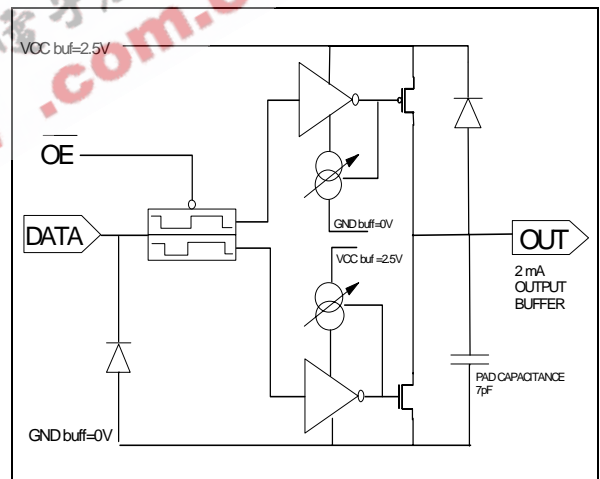 .com.c
VCC buf=2.5V
OE
DATA
GND buff=0V
VCC buf =2.5V
OUT
2 mA
OUTPUT
BUFFER
PAD CAPACITANCE
7pF
GND buff=0V